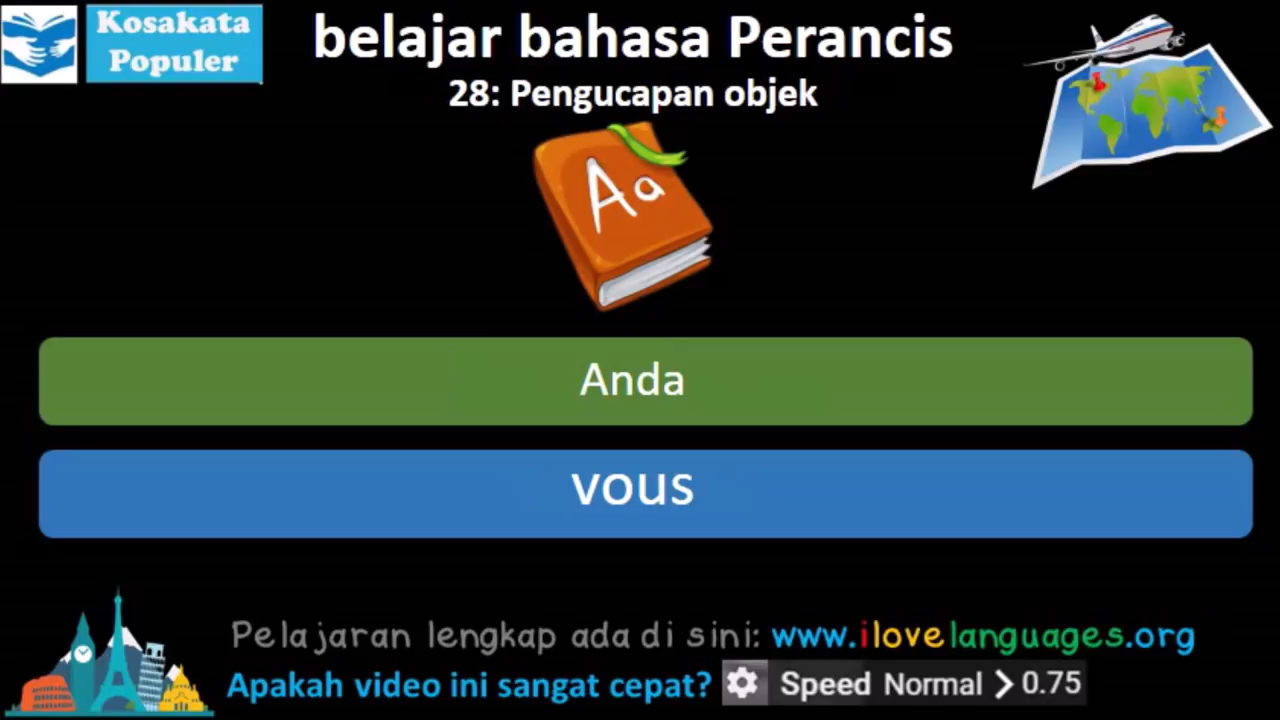 Kosakata
Populer
belajar bahasa Perancis
28: Pengucapan objek
Aa
Anda
vous
Pelajaran lengkap ada di sini: www.ilovelanguages.org
Apakah video ini sangat cepat? Speed Normal > 0.75